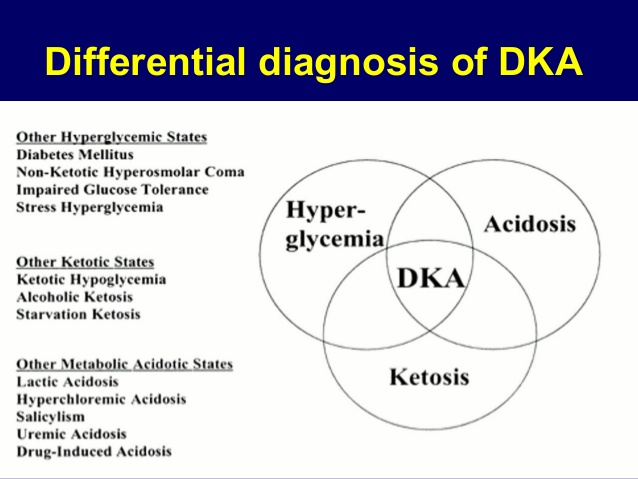 Differential diagnosis of DKA
Other Hyperglycemic States
Diabetes Mellitus
Non-Ketotic Hyperosmolar Coma
Impaired Glucose Tolerance
Stress Hyperglycemia
Other Ketotic States
Ketotic Hypoglycemia
Alcoholic Ketosis
Starvation Ketosis
Other Metabolic Acidotic States
Lactic Acidosis
Hyperchloremic Acidosis
Salicylism
Uremic Acidosis
Drug-Induced Acidosis
Hyper-
glycemia
Acidosis
DKA
Ketosis